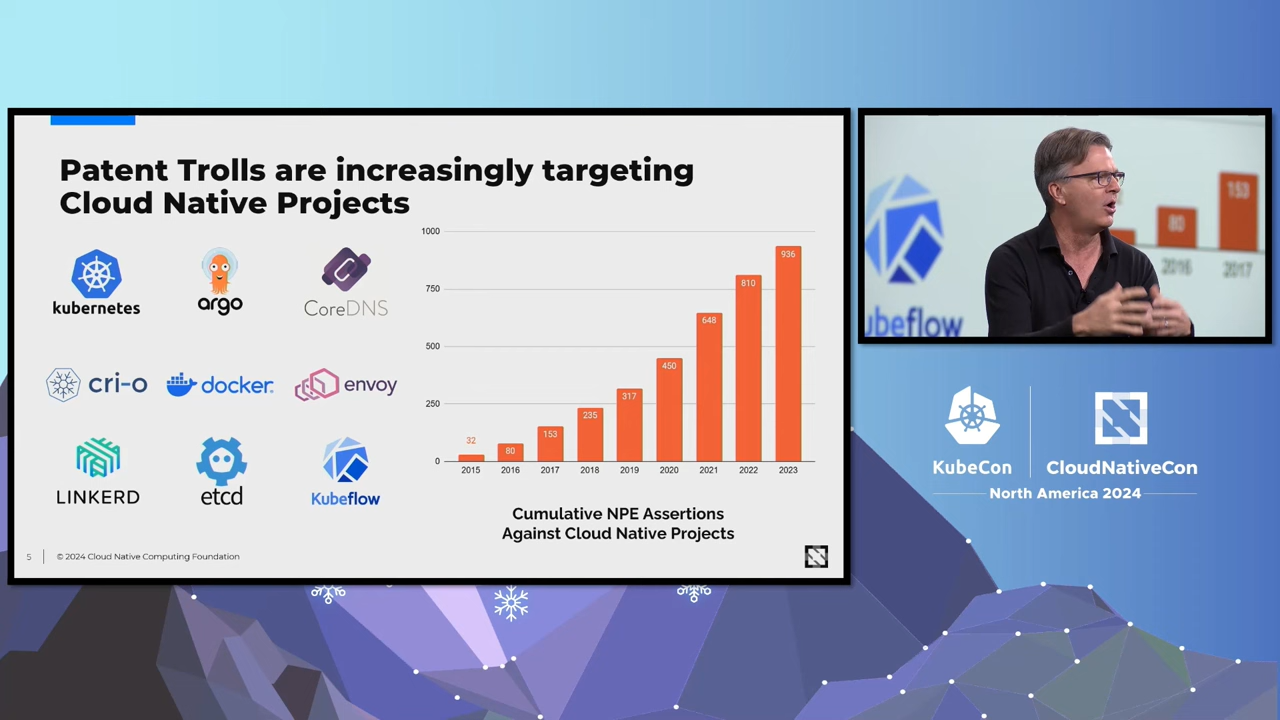 Patent Trolls are increasingly targeting
Cloud Native Projects
kubernetes
argo
CoreDNS
cri-o
docker
envoy
LINKERD
etcd
Kubeflow
1000
750
500
250
0
32
80
153
235
317
450
648
810
936
2015
2016
2017
2018
2019
2020
2021
2022
2023
Cumulative NPE Assertions
Against Cloud Native Projects
5
© 2024 Cloud Native Computing Foundation
80
153
2016
2017
ubeflow
KubeCon
CloudNativeCon
North America 2024